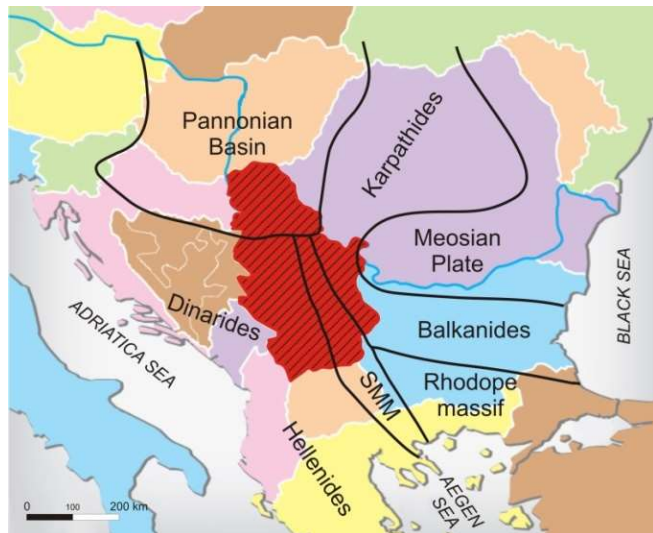 Pannonian
Basin
Karpathides
Meosian
Plate
Dinarides
ADRIATICA SEA
BLACK SEA
Balkanides
Rhodope
massif
SMM
Hellenides
AEGEN
SEA
0 100 200 km